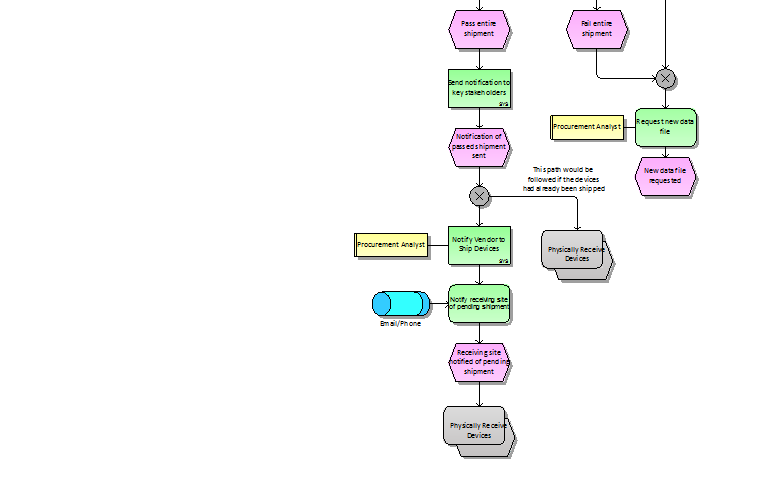 Pass entire
shipment
Fail entire
shipment
Send notification to
key stakeholders
SYS
Procurement Analyst
Request new data
file
Notification of
passed shipment
sent
This path would be
followed if the devices
had already been shipped
New data file
requested
Procurement Analyst
Notify Vendor to
Ship Devices
SYS
Physically Receive
Devices
Notify receiving site
of pending shipment
Email/Phone
Receiving site
notified of pending
shipment
Physically Receive
Devices